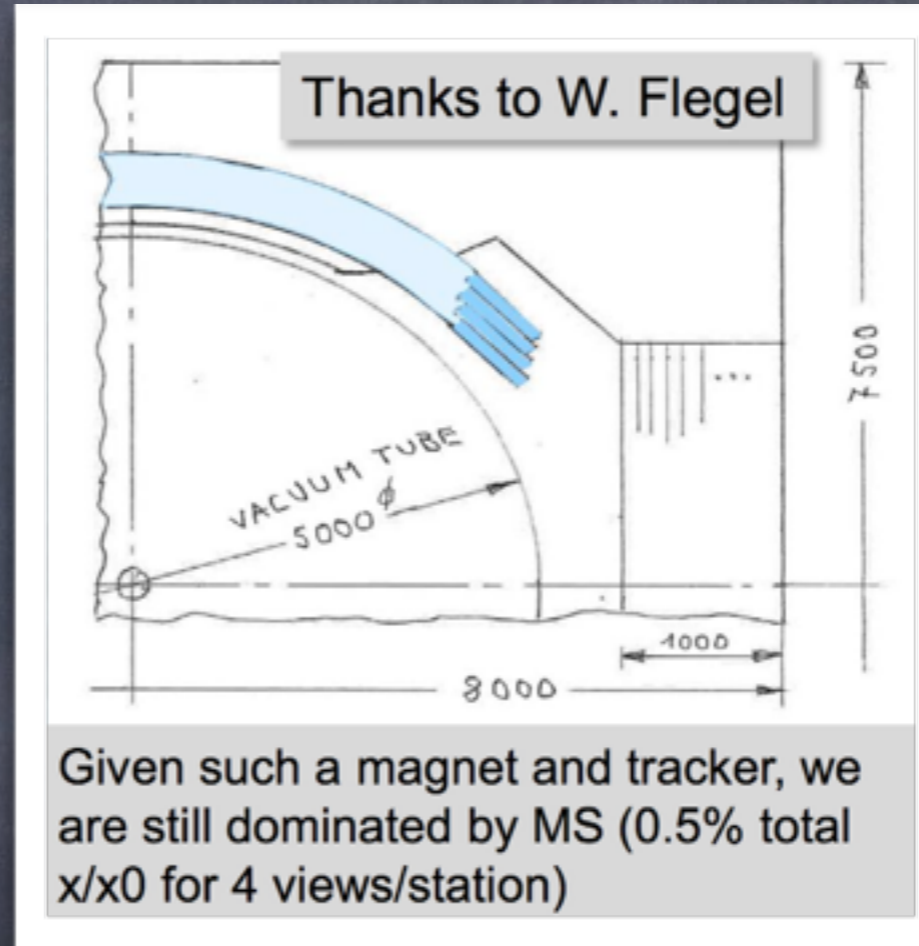 Thanks to W. Flegel
7500
VACUUM TUBE
5000 ϕ
1000
8000
Given such a magnet and tracker, we
are still dominated by MS (0.5% total
x/x0 for 4 views/station)